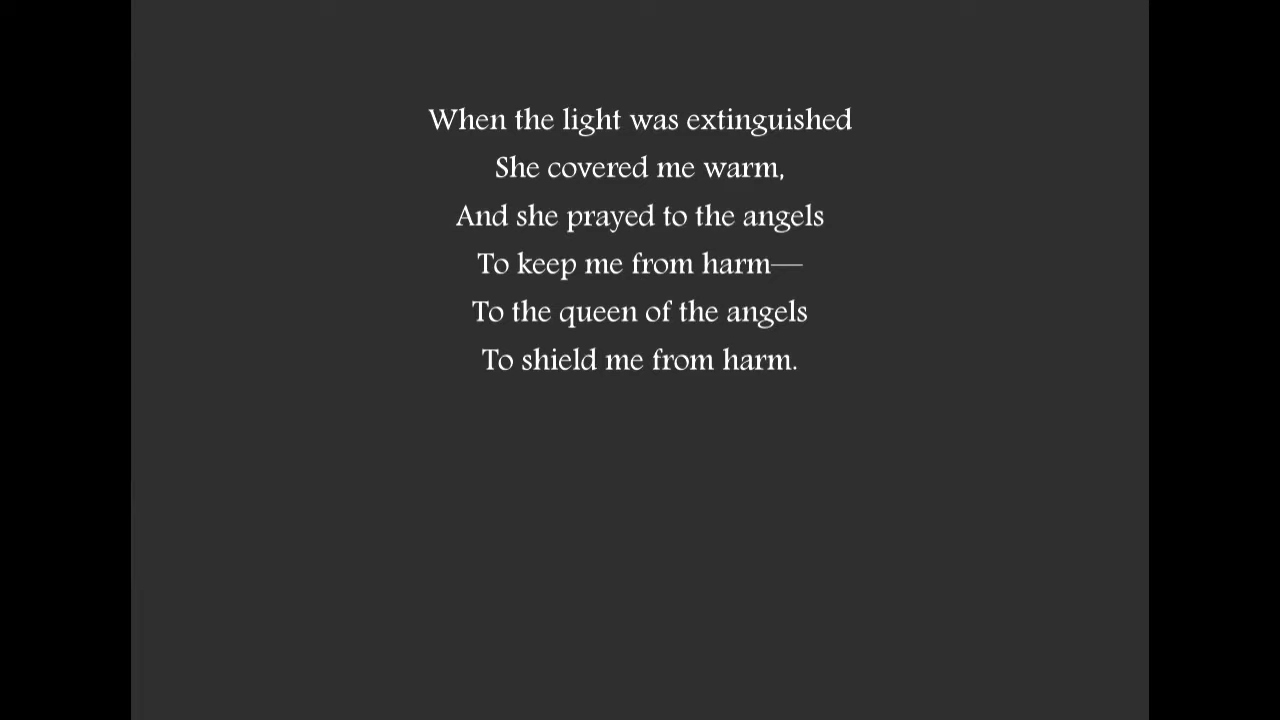 When the light was extinguished
She covered me warm,
And she prayed to the angels
To keep me from harm—
To the queen of the angels
To shield me from harm.